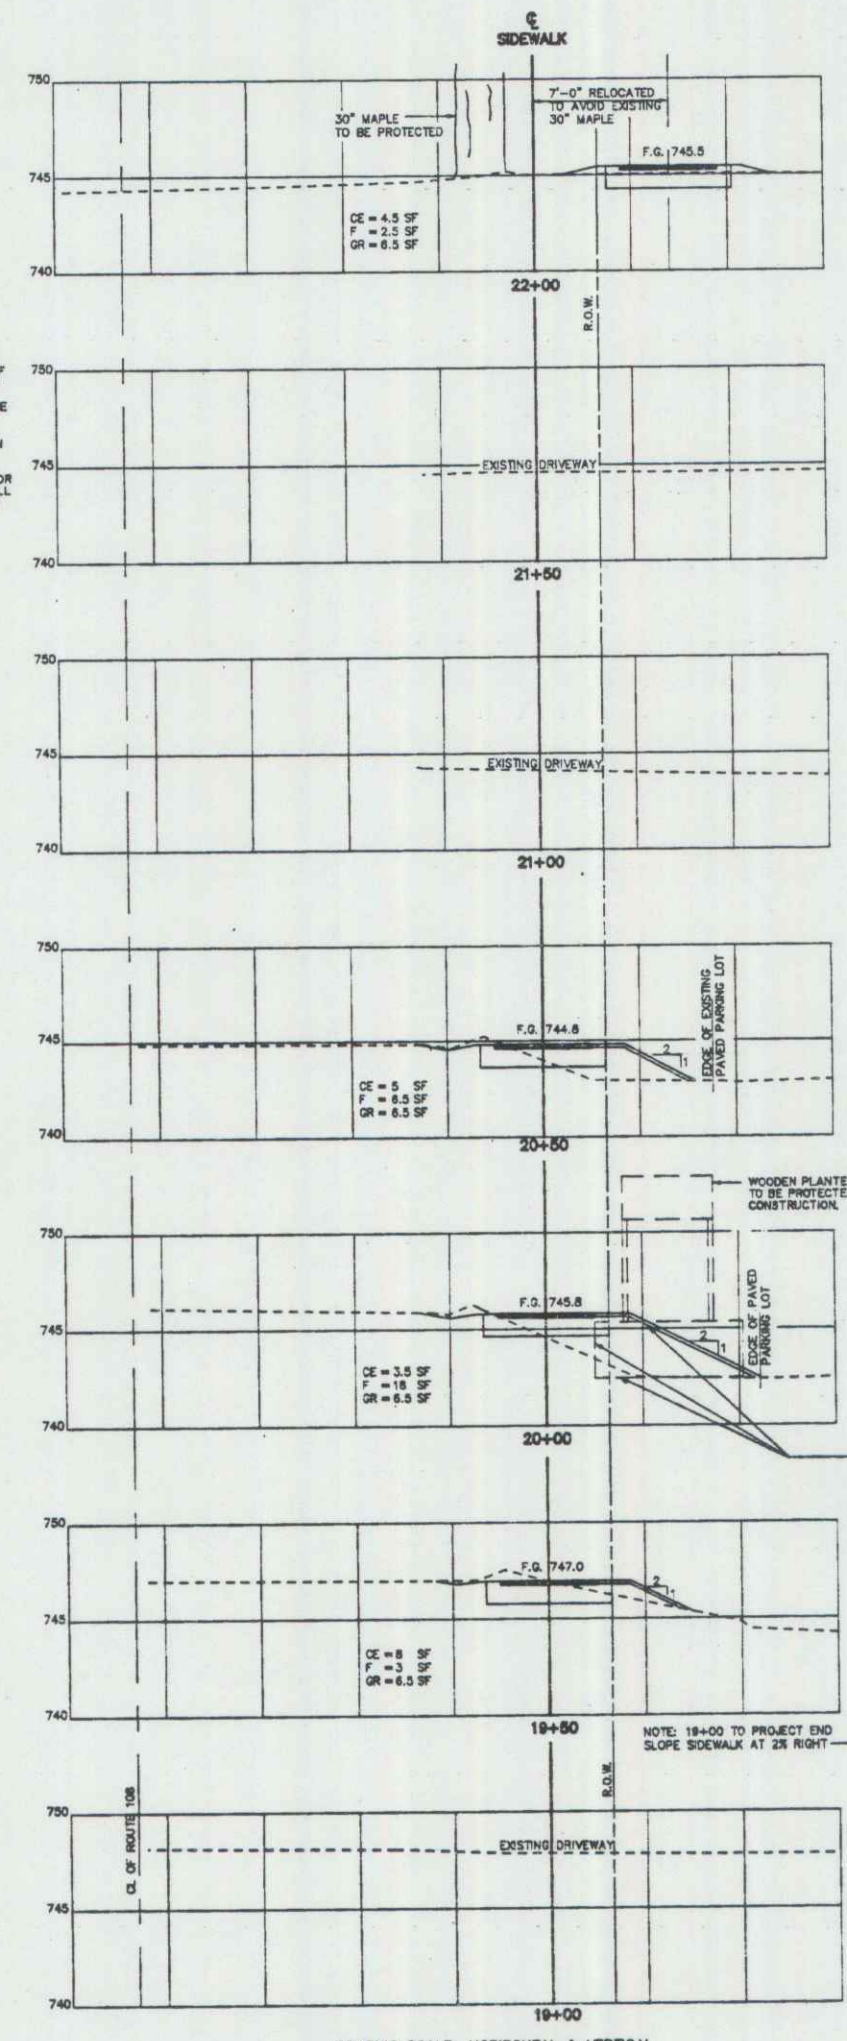 ℄
SIDEWALK
750
745
740
30" MAPLE
TO BE PROTECTED
7'-0" RELOCATED
TO AVOID EXISTING
30" MAPLE
F.G. 745.5
CE = 4.5 SF
F = 2.5 SF
GR = 6.5 SF
22+00
R.O.W.
750
745
740
EXISTING DRIVEWAY
21+50
750
745
740
EXISTING DRIVEWAY
21+00
750
745
740
F.G. 744.8
2
1
EDGE OF EXISTING
PAVED PARKING LOT
CE = 5 SF
F = 6.5 SF
GR = 6.5 SF
20+50
WOODEN PLANTE
TO BE PROTECTE
CONSTRUCTION.
750
745
740
F.G. 745.8
2
1
EDGE OF PAVED
PARKING LOT
CE = 3.5 SF
F = 16 SF
GR = 6.5 SF
20+00
750
745
740
F.G. 747.0
2
1
CE = 8 SF
F = 3 SF
GR = 6.5 SF
19+50
NOTE: 19+00 TO PROJECT END
SLOPE SIDEWALK AT 2% RIGHT
R.O.W.
CL OF ROUTE 108
750
745
740
EXISTING DRIVEWAY
19+00